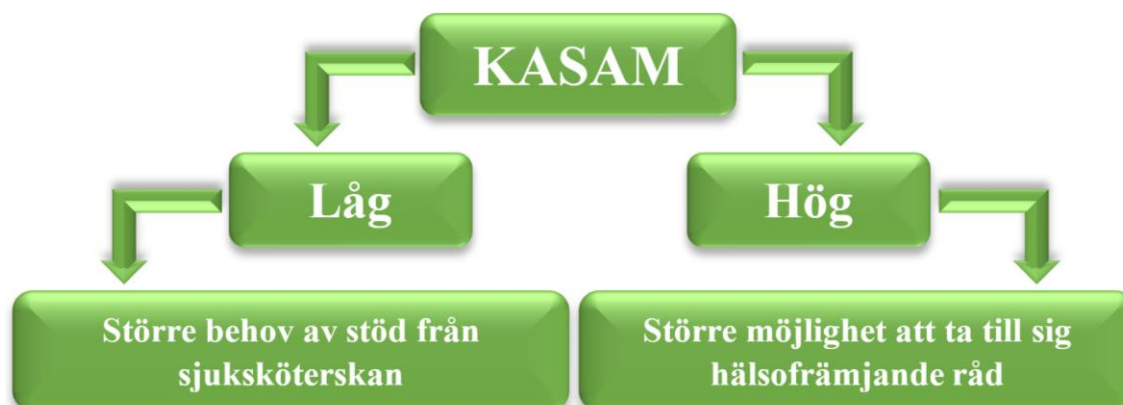 KASAM
Låg
Hög
Större behov av stöd från
sjuksköterskan
Större möjlighet att ta till sig
hälsofrämjande råd